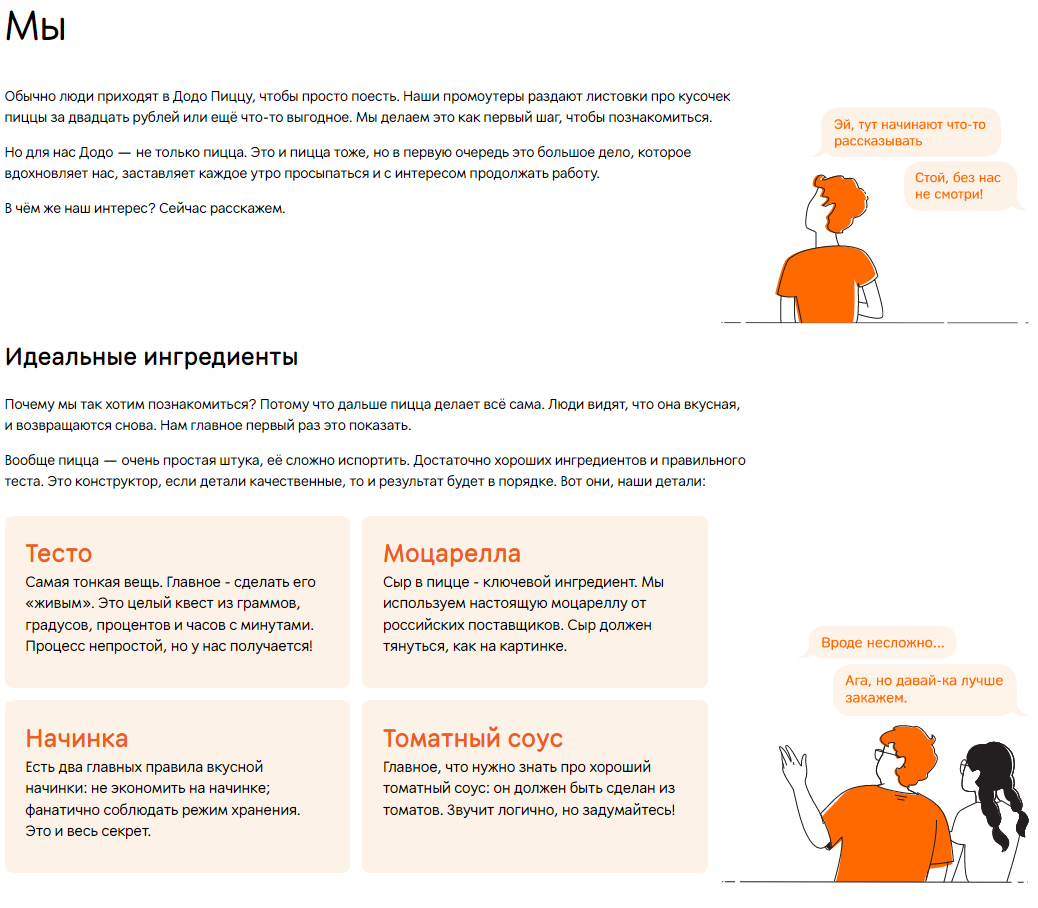 Мы
Обычно люди приходят в Додо Пиццу, чтобы просто поесть. Наши промоутеры раздают листовки про кусочек
пиццы за двадцать рублей или ещё что-то выгодное. Мы делаем это как первый шаг, чтобы познакомиться.
Но для нас Додо — не только пицца. Это и пицца тоже, но в первую очередь это большое дело, которое
вдохновляет нас, заставляет каждое утро просыпаться и с интересом продолжать работу.
В чём же наш интерес? Сейчас расскажем.
Эй, тут начинают что-то
рассказывать
Стой, без нас
не смотри!
Идеальные ингредиенты
Почему мы так хотим познакомиться? Потому что дальше пицца делает всё сама. Люди видят, что она вкусная,
и возвращаются снова. Нам главное первый раз это показать.
Вообще пицца — очень простая штука, её сложно испортить. Достаточно хороших ингредиентов и правильного
теста. Это конструктор, если детали качественные, то и результат будет в порядке. Вот они, наши детали:
Тесто
Самая тонкая вещь. Главное - сделать его
«живым». Это целый квест из граммов,
градусов, процентов и часов с минутами.
Процесс непростой, но у нас получается!
Моцарелла
Сыр в пицце - ключевой ингредиент. Мы
используем настоящую моцареллу от
российских поставщиков. Сыр должен
тянуться, как на картинке.
Начинка
Есть два главных правила вкусной
начинки: не экономить на начинке;
фанатично соблюдать режим хранения.
Это и весь секрет.
Томатный соус
Главное, что нужно знать про хороший
томатный соус: он должен быть сделан из
томатов. Звучит логично, но задумайтесь!
Вроде несложно...
Ага, но давай-ка лучше
закажем.